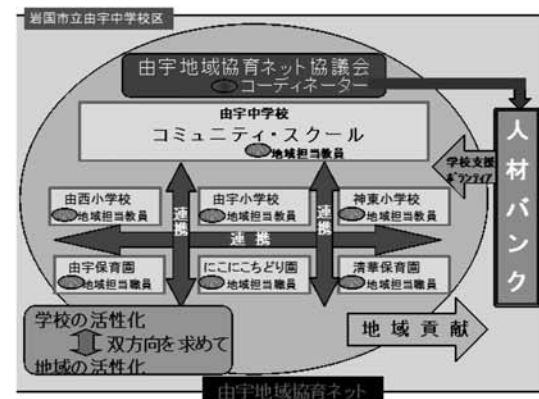 岩国市立由宇中学校区
由宇地域協育ネット協議会
コーディネーター
由宇中学校
コミュニティ・スクール
地域担当教員
学校支援
ボランティア
人材バンク
由西小学校
地域担当教員
由宇小学校
地域担当教員
神東小学校
地域担当教員
連携
連携
連携
由宇保育園
地域担当職員
にこにこちどり園
地域担当職員
清華保育園
地域担当職員
学校の活性化
双方向を求めて
地域の活性化
地域貢献
由宇地域協育ネット